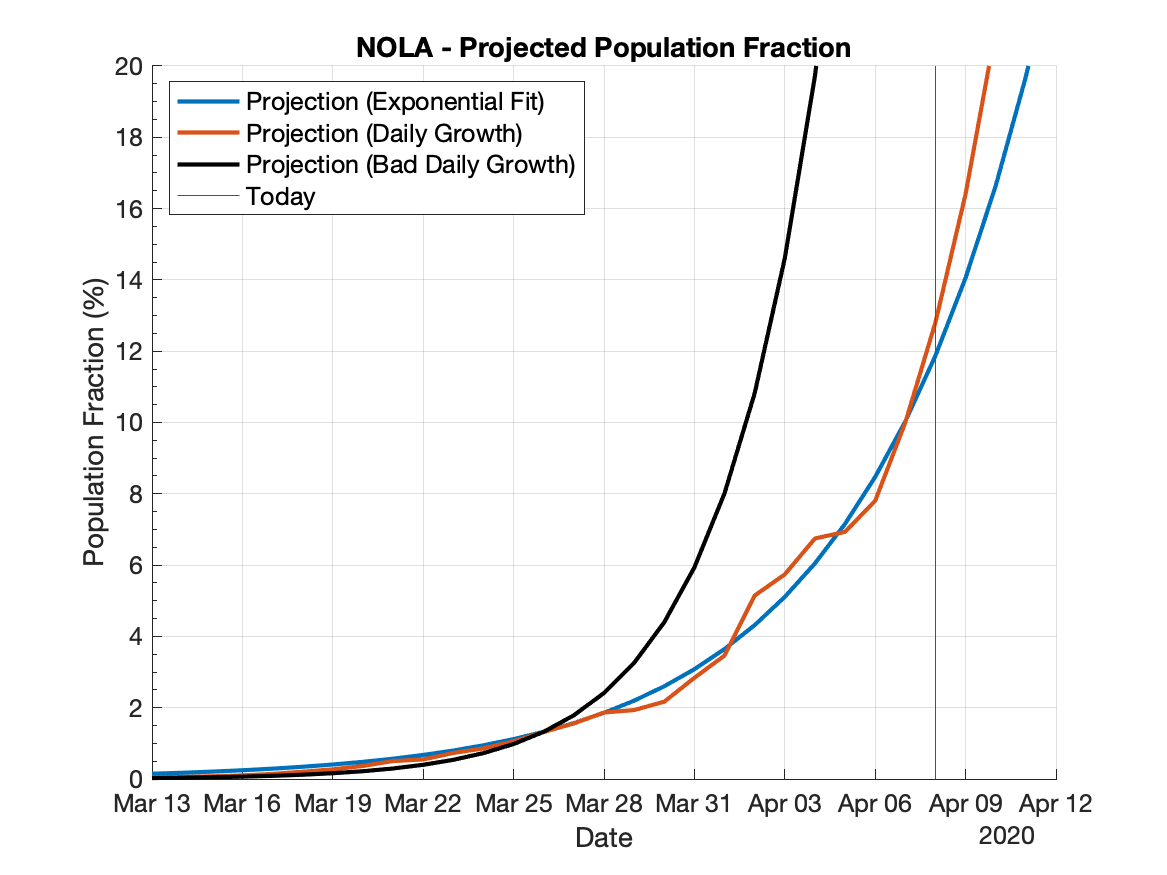 NOLA - Projected Population Fraction
20
18
16
14
12
10
8
6
4
2
0
Population Fraction (%)
Projection (Exponential Fit)
Projection (Daily Growth)
Projection (Bad Daily Growth)
Today
Mar 13 Mar 16 Mar 19 Mar 22 Mar 25 Mar 28 Mar 31 Apr 03 Apr 06 Apr 09 Apr 12
2020
Date